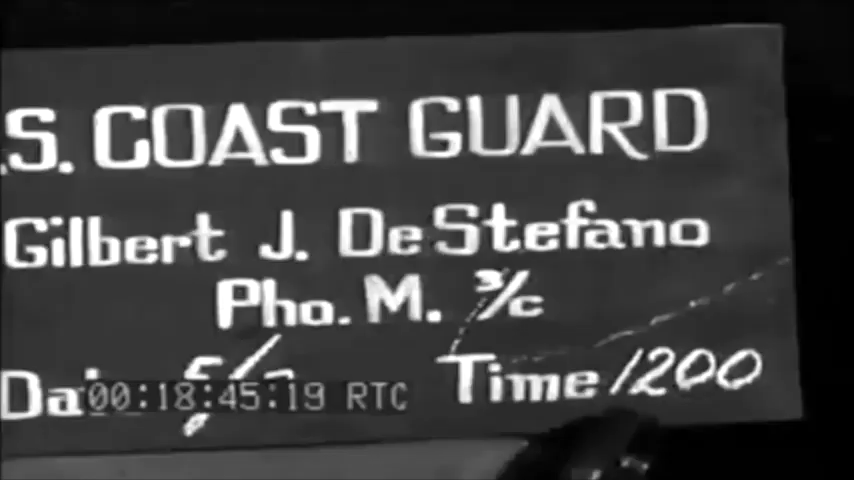 .S. COAST GUARD
Gilbert J. DeStefano
Pho. M. 3/c
Time 1200
00:18:45:19 RTC